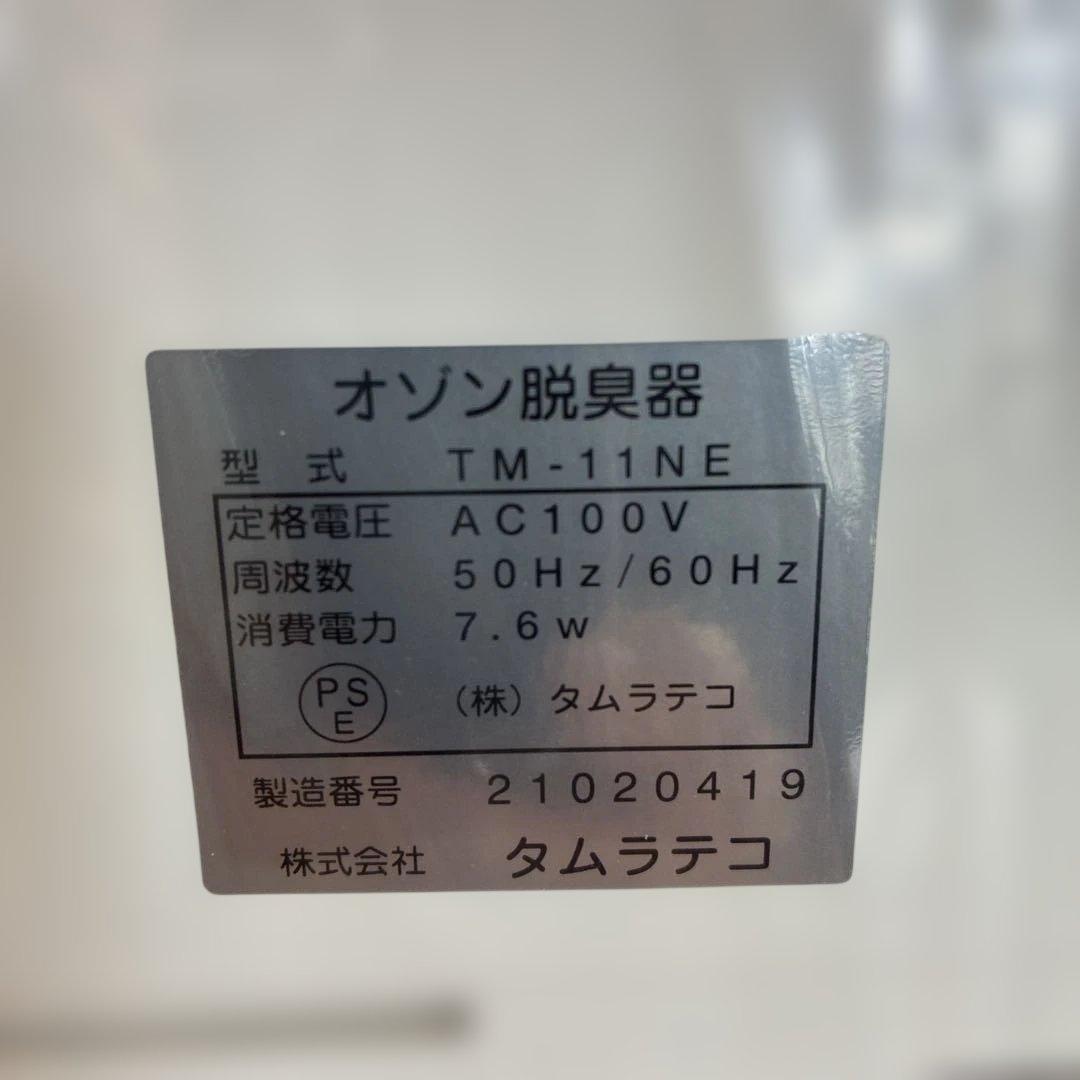 オゾン脱臭器
型 式 TM-11NE
定格電圧 AC100V
周波数 50Hz/60Hz
消費電力 7.6w
PSE (株)タムラテコ
製造番号 21020419
株式会社 タムラテコ